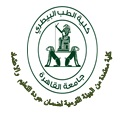 كلية الطب البيطري
جامعة القاهرة
كلية معتمدة من الهيئة القومية لضمان جودة التعليم والاعتماد